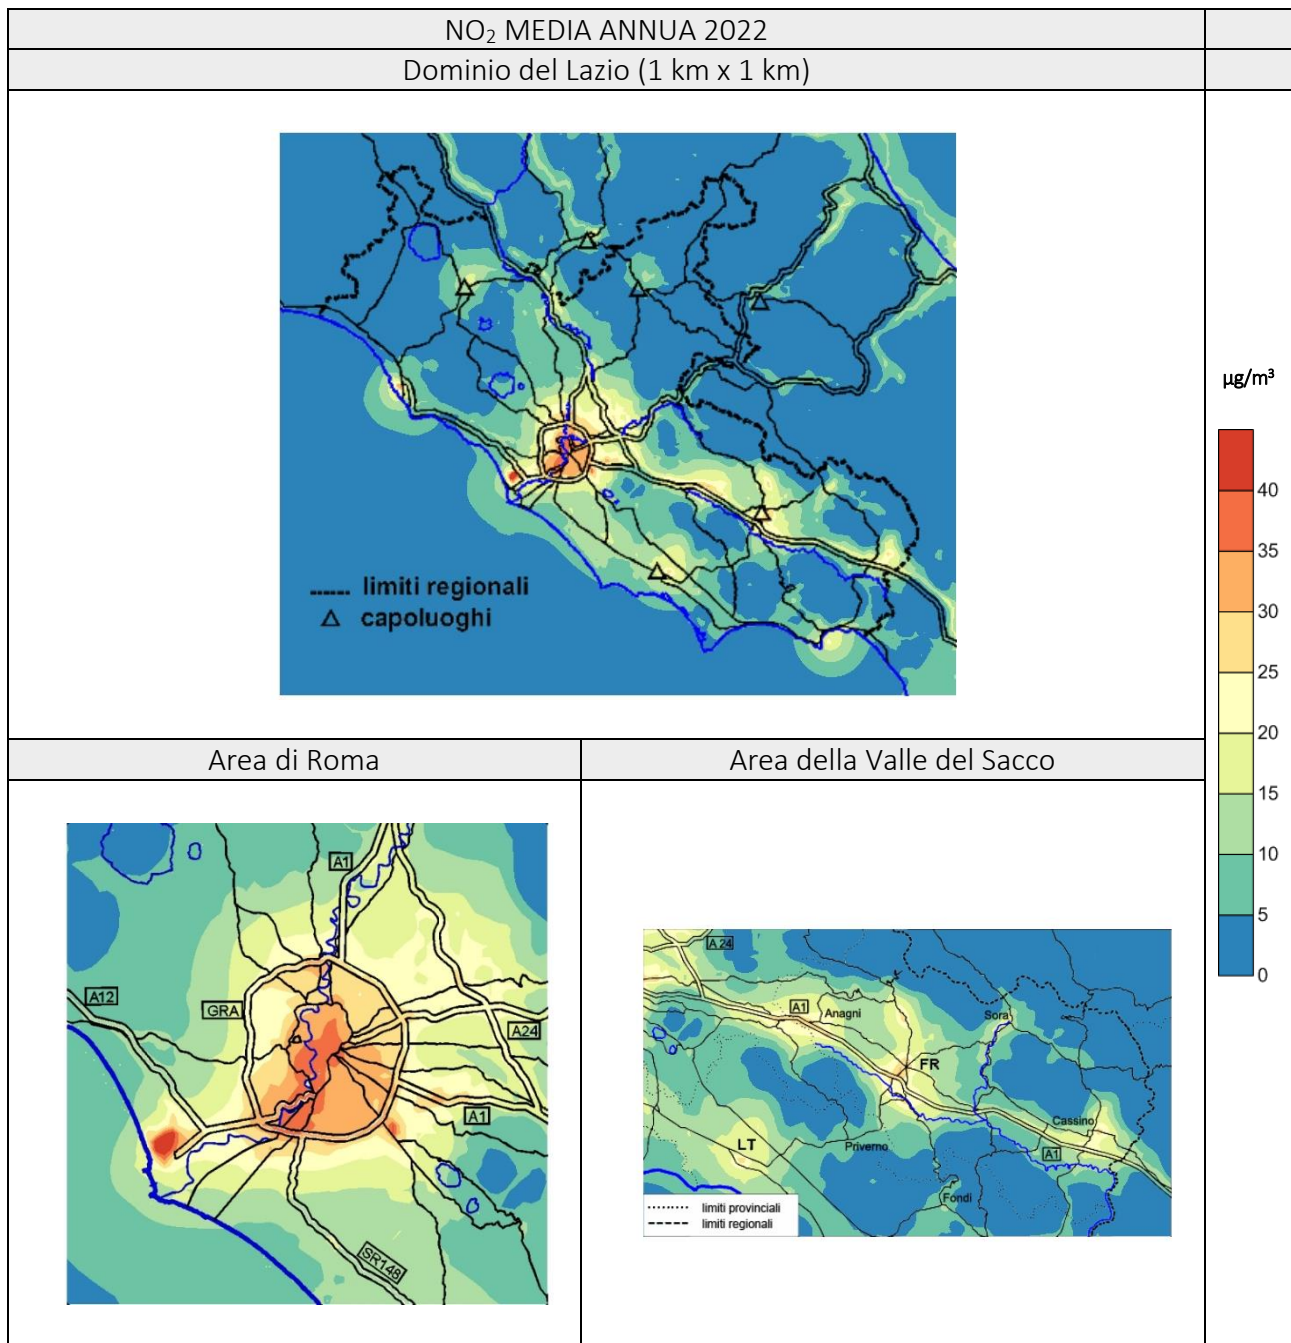 NO₂ MEDIA ANNUA 2022
Dominio del Lazio (1 km x 1 km)
limiti regionali
capoluoghi
µg/m³
40
35
30
25
20
15
10
5
0
Area di Roma
Area della Valle del Sacco
A1
A12
GRA
A24
A1
SR148
A 24
A1
Anagni
Sora
FR
Cassino
LT
Priverno
A1
Fondi
limiti provinciali
limiti regionali